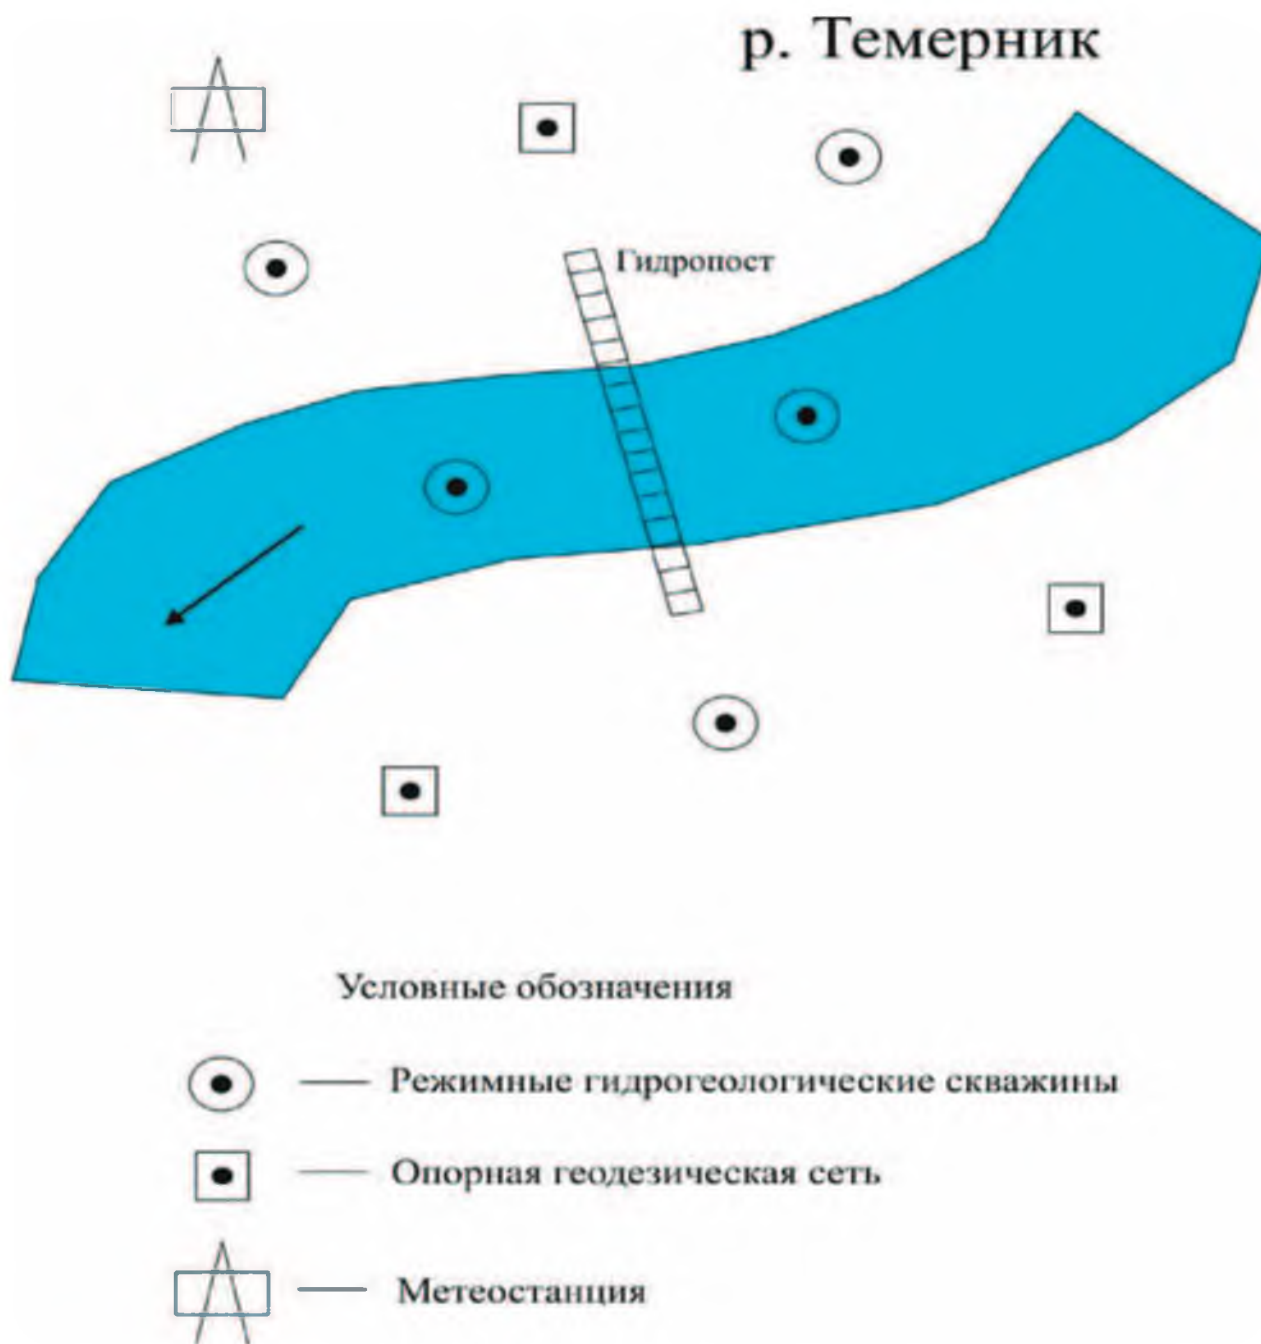 р. Темерник
Гидропост
Условные обозначения
Режимные гидрогеологические скважины
Опорная геодезическая сеть
Метеостанция